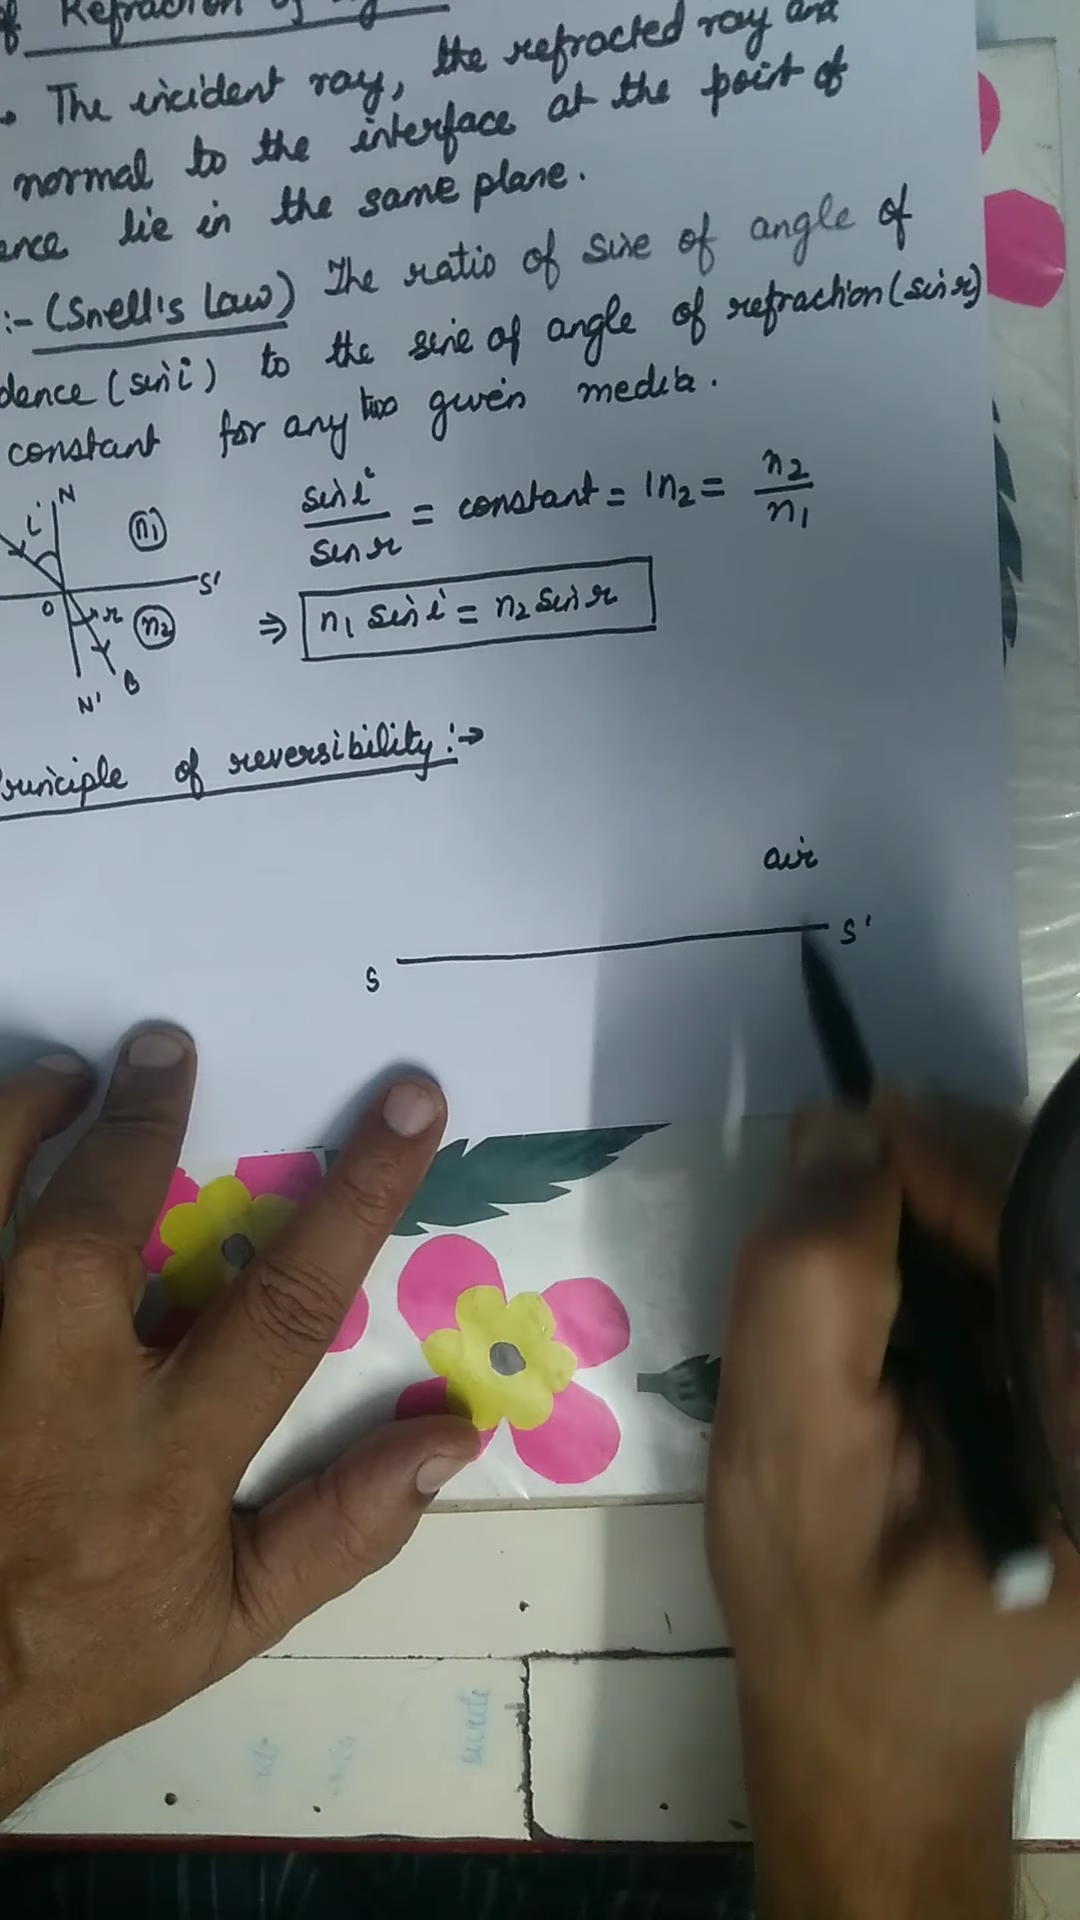 of Refraction of
The incident ray, the refracted ray and
normal to the interface at the point of
ence lie in the same plane.
:- (Snell's Law) The ratio of sine of angle of
dence (sin i) to the sine of angle of refraction (sin r)
constant for any two given media.
N
i
n1
S'
O
r
n2
N' B
sin i / sin r = constant = 1n2 = n2 / n1
⇒ n1 sin i = n2 sin r
Principle of reversibility :→
air
S S'